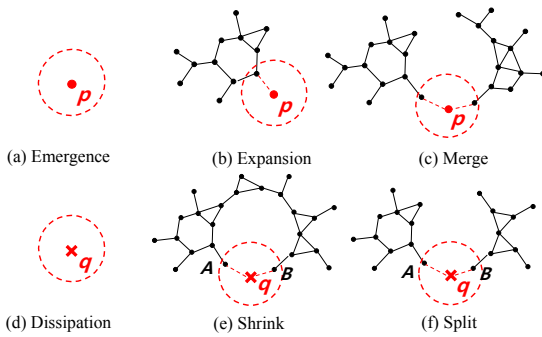 p
p
p
(a) Emergence
(b) Expansion
(c) Merge
q
A
q
B
A
q
B
(d) Dissipation
(e) Shrink
(f) Split